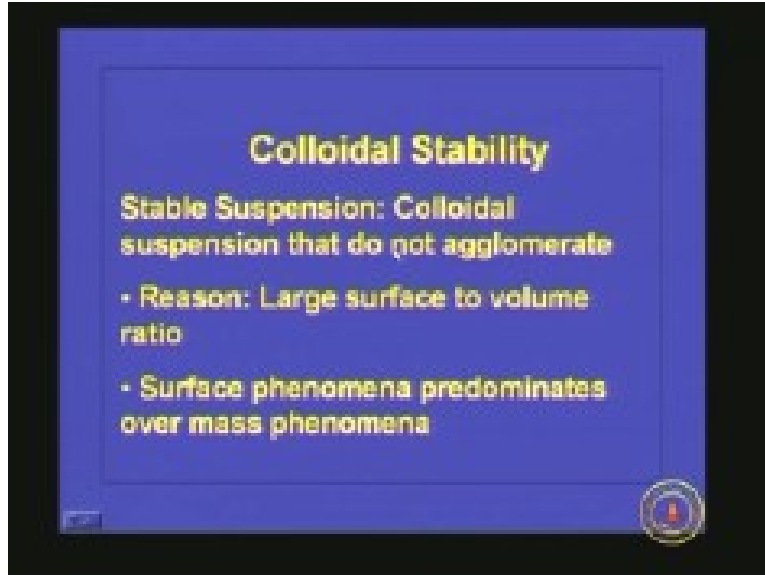 Colloidal Stability
Stable Suspension: Colloidal
suspension that do not agglomerate
• Reason: Large surface to volume
ratio
• Surface phenomena predominates
over mass phenomena